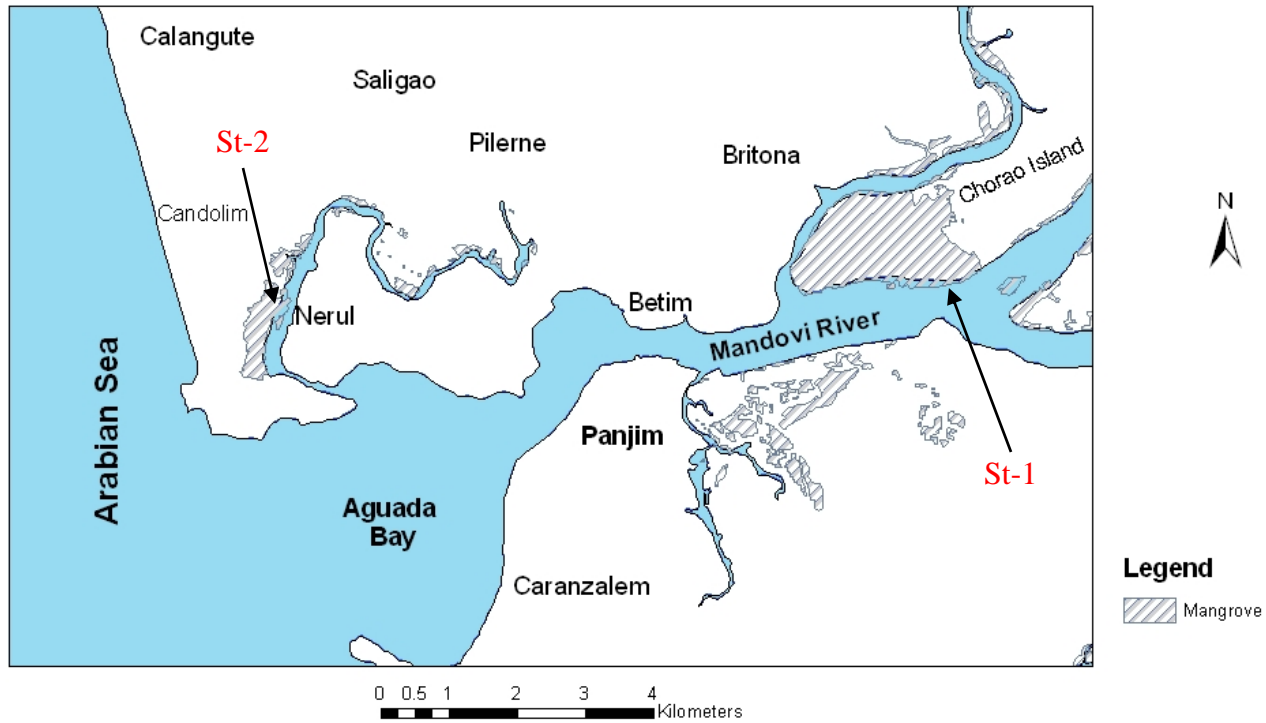 Calangute
Saligao
St-2
Pilerne
Britona
Chorao Island
Candolim
N
Nerul
Betim
Mandovi River
Arabian Sea
Panjim
St-1
Aguada
Bay
Caranzalem
Legend
Mangrove
0 0.5 1 2 3 4
Kilometers